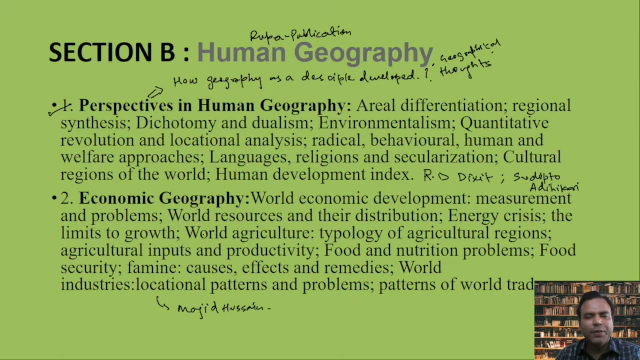 Rupa-Publication
SECTION B : Human Geography
Geographical
thoughts
How geography as a desciple developed ?
1. Perspectives in Human Geography: Areal differentiation; regional
synthesis; Dichotomy and dualism; Environmentalism; Quantitative
revolution and locational analysis; radical, behavioural, human and
welfare approaches; Languages, religions and secularization; Cultural
regions of the world; Human development index. R.D Dixit ; Sudepto
Adihikari
2. Economic Geography:World economic development: measurement
and problems; World resources and their distribution; Energy crisis; the
limits to growth; World agriculture: typology of agricultural regions;
agricultural inputs and productivity; Food and nutrition problems; Food
security; famine: causes, effects and remedies; World
industries:locational patterns and problems; patterns of world trade
Majid Hussain -